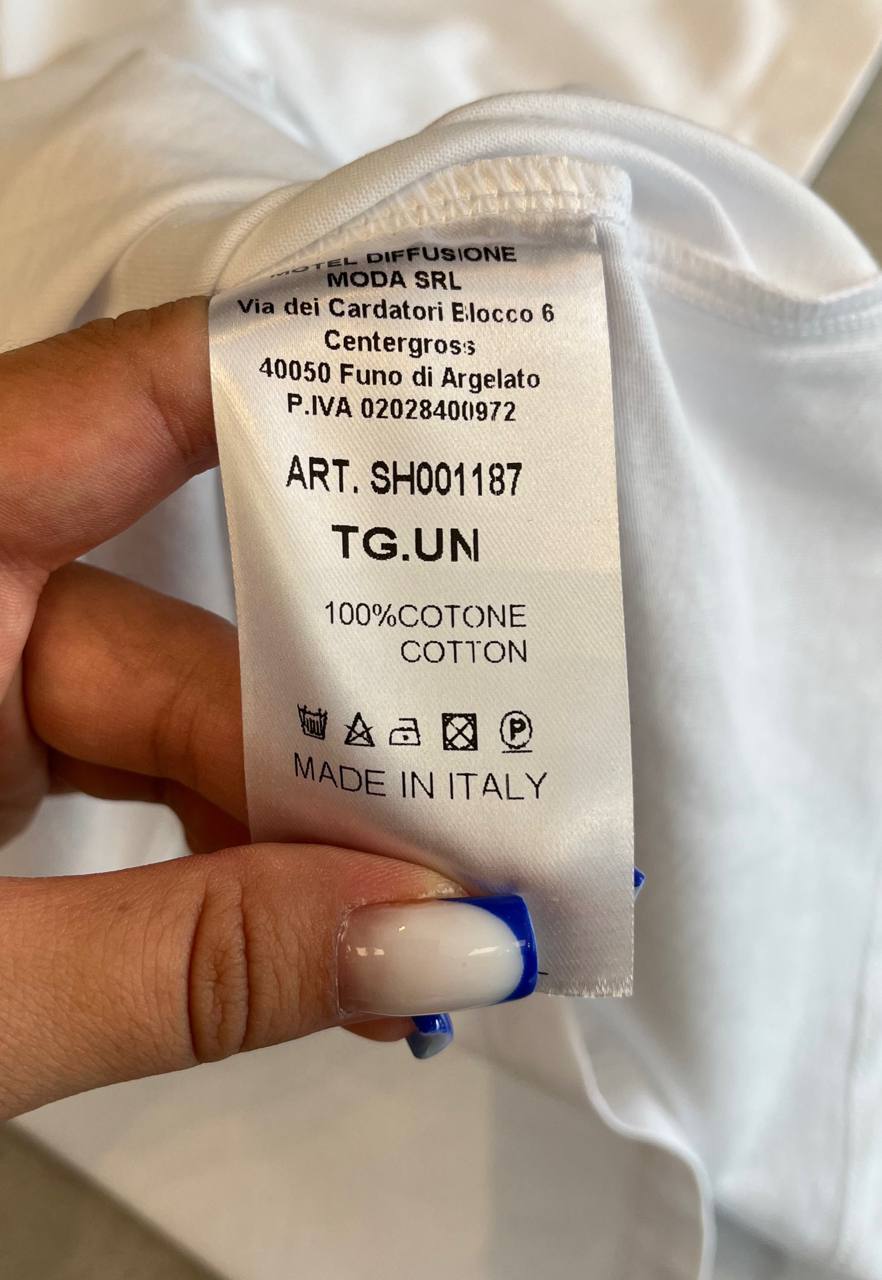 MOTEL DIFFUSIONE
MODA SRL
Via dei Cardatori Blocco 6
Centergross
40050 Funo di Argelato
P.IVA 02028400972
ART. SH001187
TG.UN
100%COTONE
COTTON
P
MADE IN ITALY